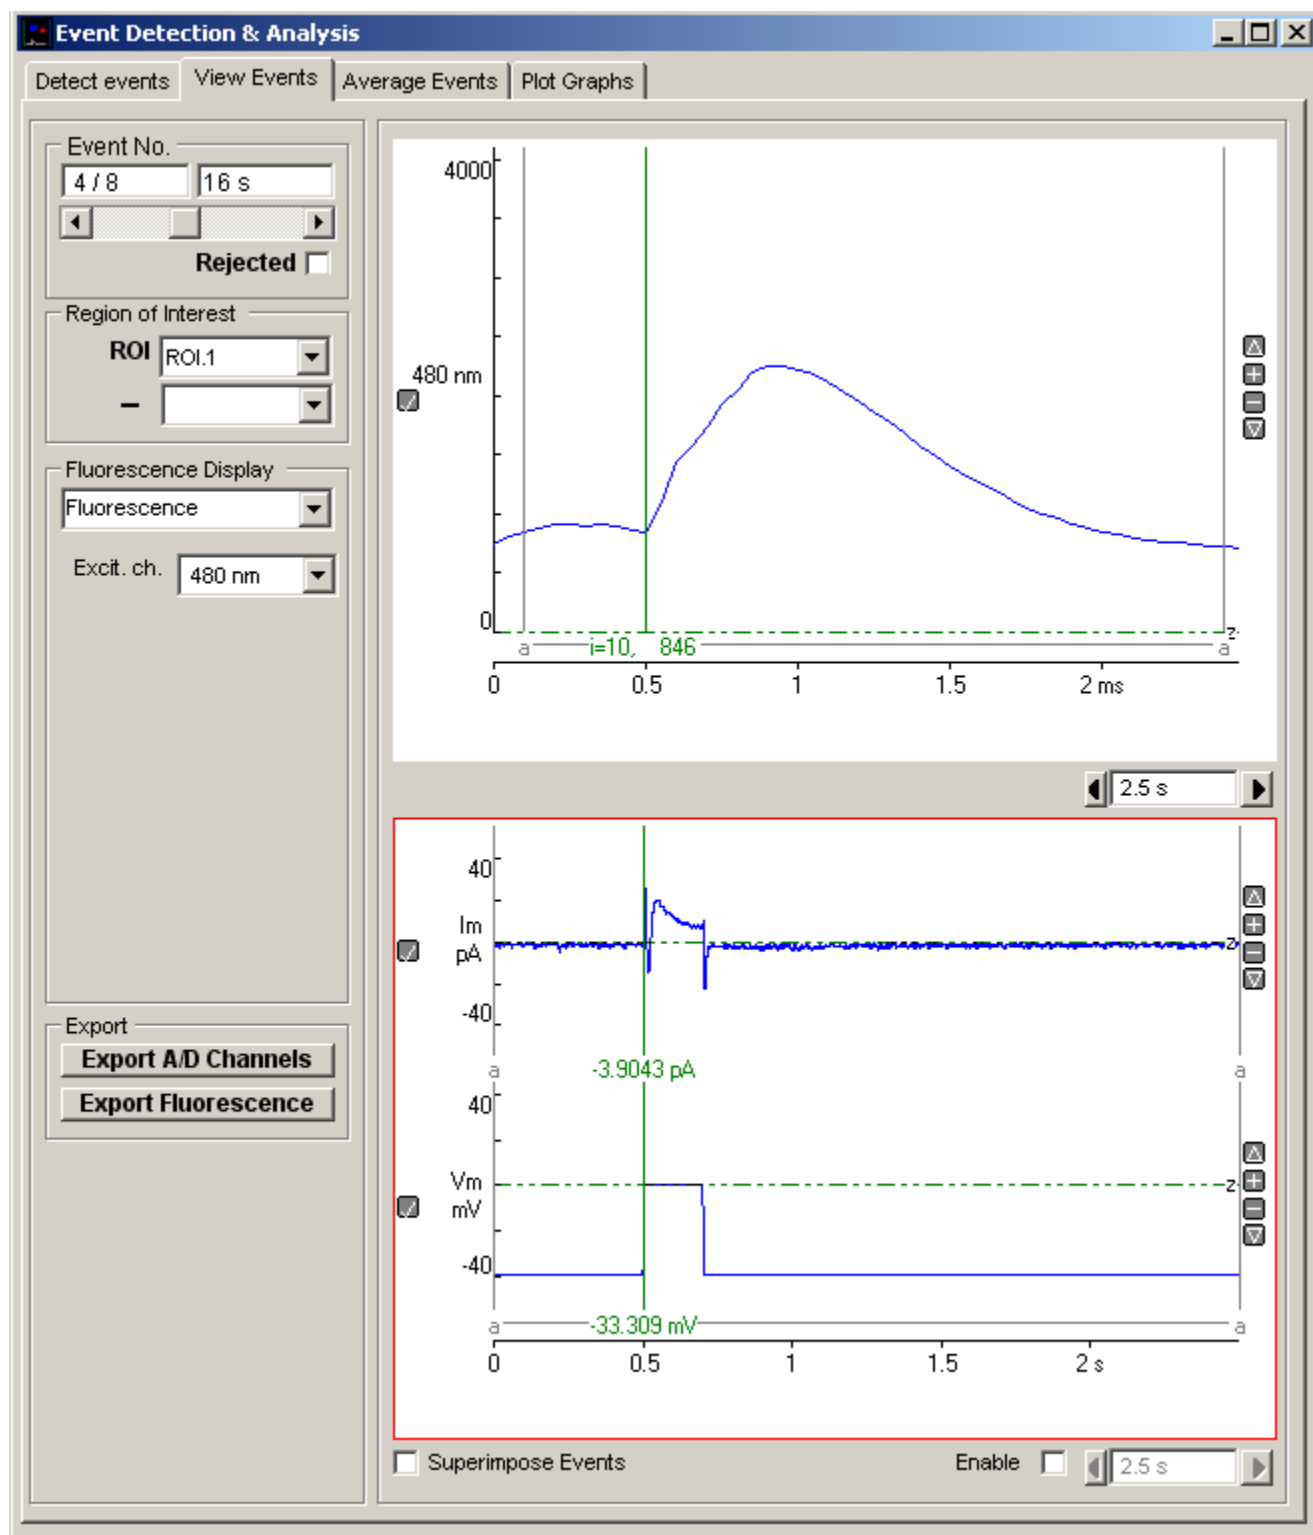 Event Detection & Analysis
Detect events View Events Average Events Plot Graphs
Event No.
4 / 8 16 s
Rejected
Region of Interest
ROI ROI.1
–
Fluorescence Display
Fluorescence
Excit. ch. 480 nm
Export
Export A/D Channels
Export Fluorescence
4000
480 nm
0
z
a i=10, 846 a
0 0.5 1 1.5 2 ms
2.5 s
40
Im
pA
z
-40
a -3.9043 pA a
40
Vm
mV
z
-40
a -33.309 mV a
0 0.5 1 1.5 2 s
Superimpose Events Enable 2.5 s